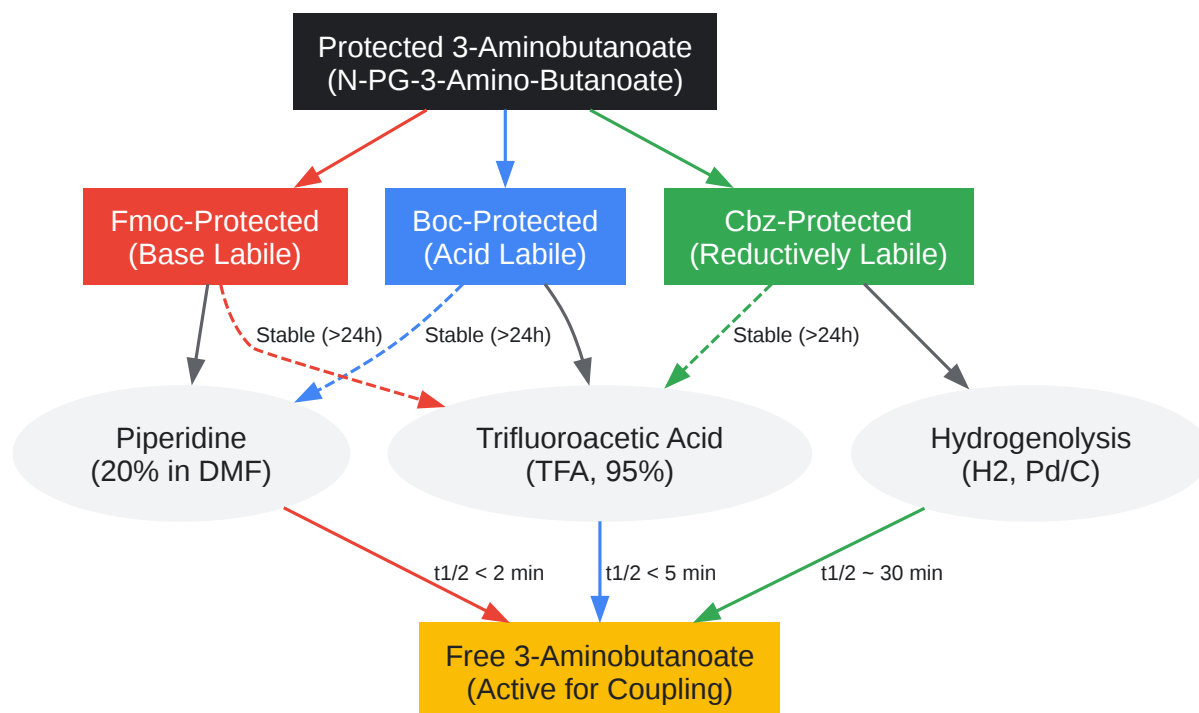 Protected 3-Aminobutanoate
(N-PG-3-Amino-Butanoate)
Fmoc-Protected
(Base Labile)
Boc-Protected
(Acid Labile)
Cbz-Protected
(Reductively Labile)
Stable (>24h)
Stable (>24h)
Stable (>24h)
Piperidine
(20% in DMF)
Trifluoroacetic Acid
(TFA, 95%)
Hydrogenolysis
(H2, Pd/C)
t1/2 < 2 min
t1/2 < 5 min
t1/2 ~ 30 min
Free 3-Aminobutanoate
(Active for Coupling)